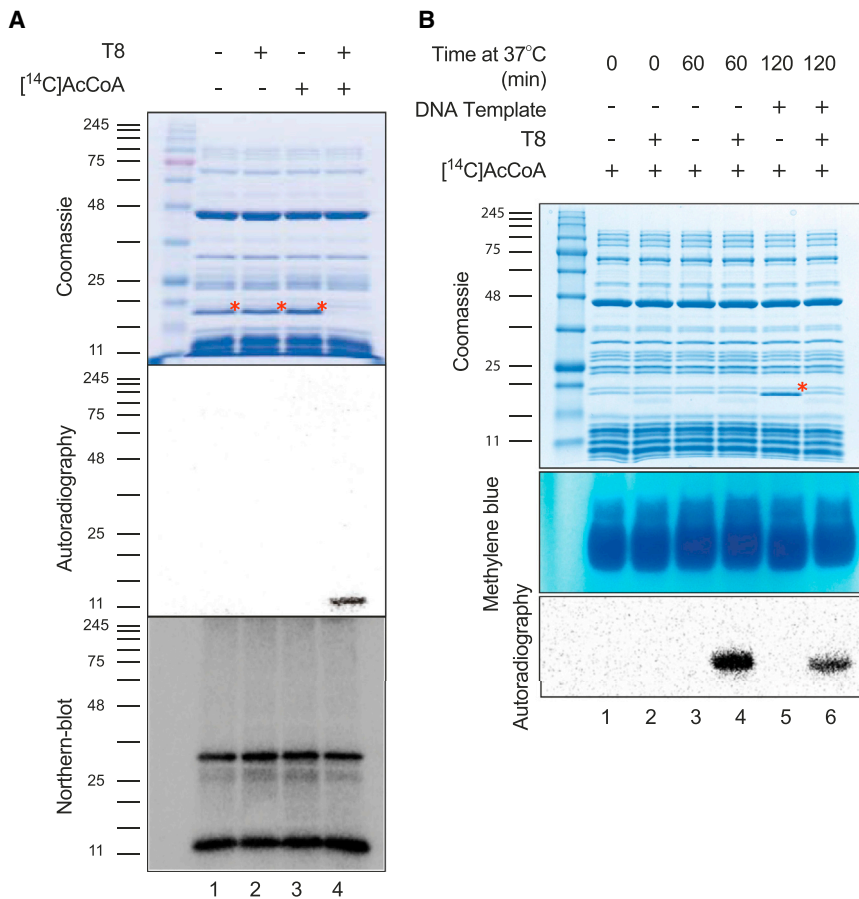 A
T8 - + - +
[14C]AcCoA - - + +
Coomassie
245
75
48
25
11
*
*
*
Autoradiography
245
75
48
25
11
Northern-blot
245
75
48
25
11
1 2 3 4
B
Time at 37°C (min) 0 0 60 60 120 120
DNA Template - - - - + +
T8 - + - + - +
[14C]AcCoA + + + + + +
Coomassie
245
75
48
25
11
*
Methylene blue
Autoradiography
1 2 3 4 5 6